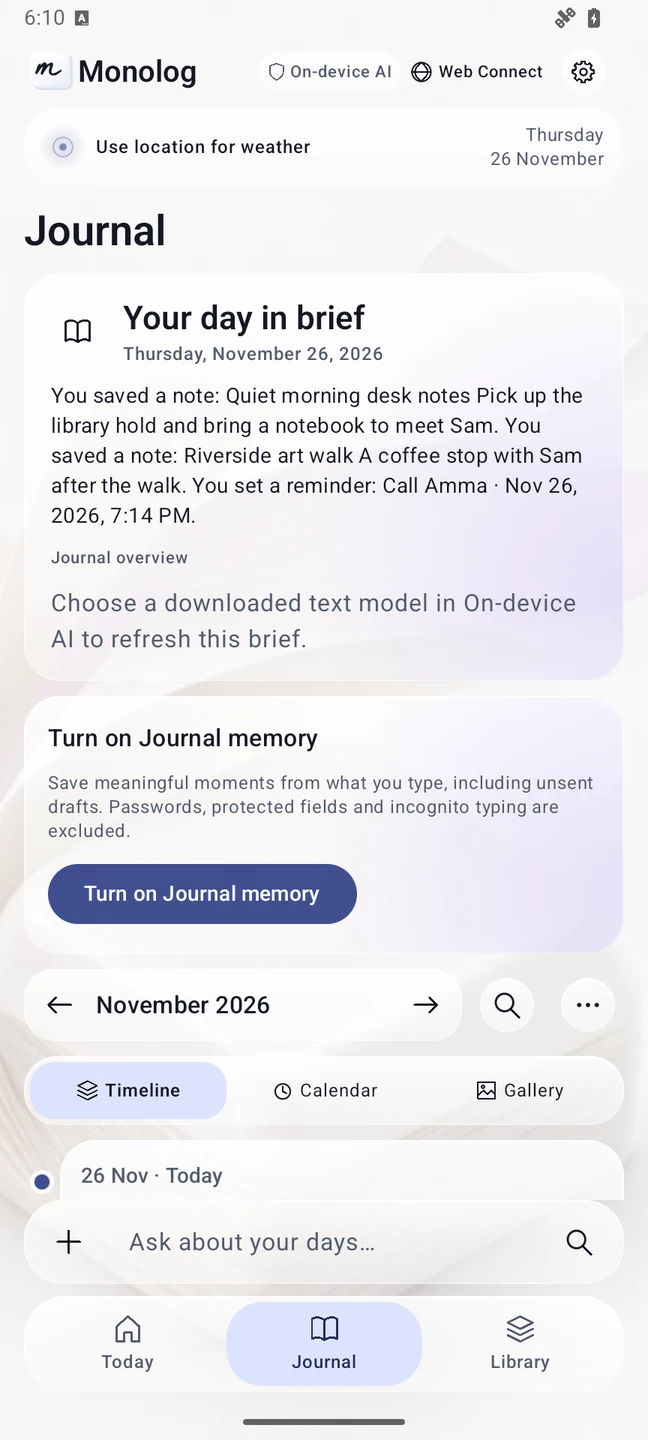 6:10
Monolog
On-device AI
Web Connect
Use location for weather
Thursday
26 November
Journal
Your day in brief
Thursday, November 26, 2026
You saved a note: Quiet morning desk notes Pick up the
library hold and bring a notebook to meet Sam. You
saved a note: Riverside art walk A coffee stop with Sam
after the walk. You set a reminder: Call Amma · Nov 26,
2026, 7:14 PM.
Journal overview
Choose a downloaded text model in On-device
AI to refresh this brief.
Turn on Journal memory
Save meaningful moments from what you type, including unsent
drafts. Passwords, protected fields and incognito typing are
excluded.
Turn on Journal memory
November 2026
Timeline
Calendar
Gallery
26 Nov · Today
Ask about your days…
Today
Journal
Library